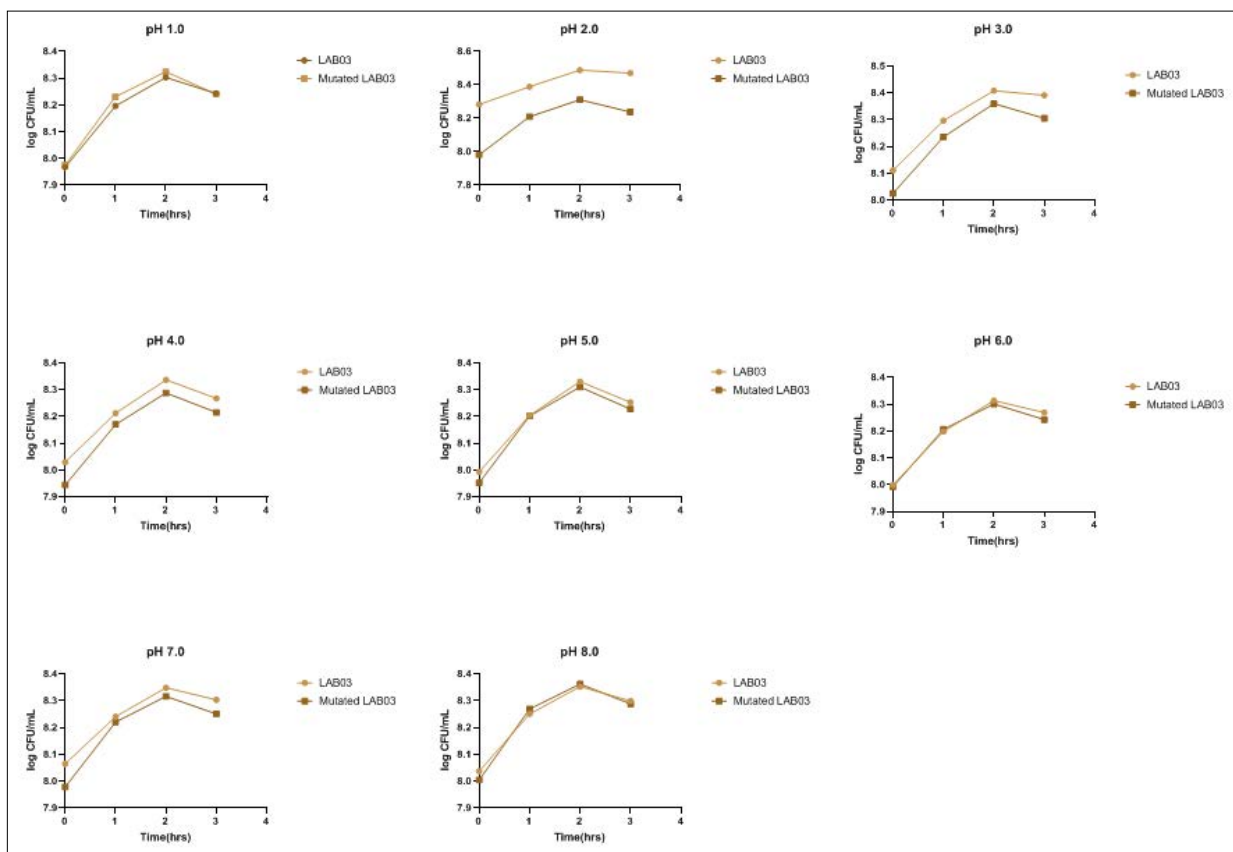 pH 1.0
8.4
8.3
8.2
8.1
8.0
7.9
log CFU/mL
0 1 2 3 4
Time(hrs)
LAB03
Mutated LAB03
pH 2.0
8.6
8.4
8.2
8.0
7.8
log CFU/mL
0 1 2 3 4
Time(hrs)
LAB03
Mutated LAB03
pH 3.0
8.5
8.4
8.3
8.2
8.1
8.0
log CFU/mL
0 1 2 3 4
Time(hrs)
LAB03
Mutated LAB03
pH 4.0
8.4
8.3
8.2
8.1
8.0
7.9
log CFU/mL
0 1 2 3 4
Time(hrs)
LAB03
Mutated LAB03
pH 5.0
8.4
8.3
8.2
8.1
8.0
7.9
log CFU/mL
0 1 2 3 4
Time(hrs)
LAB03
Mutated LAB03
pH 6.0
8.4
8.3
8.2
8.1
8.0
7.9
log CFU/mL
0 1 2 3 4
Time(hrs)
LAB03
Mutated LAB03
pH 7.0
8.4
8.3
8.2
8.1
8.0
7.9
log CFU/mL
0 1 2 3 4
Time(hrs)
LAB03
Mutated LAB03
pH 8.0
8.4
8.3
8.2
8.1
8.0
7.9
log CFU/mL
0 1 2 3 4
Time(hrs)
LAB03
Mutated LAB03